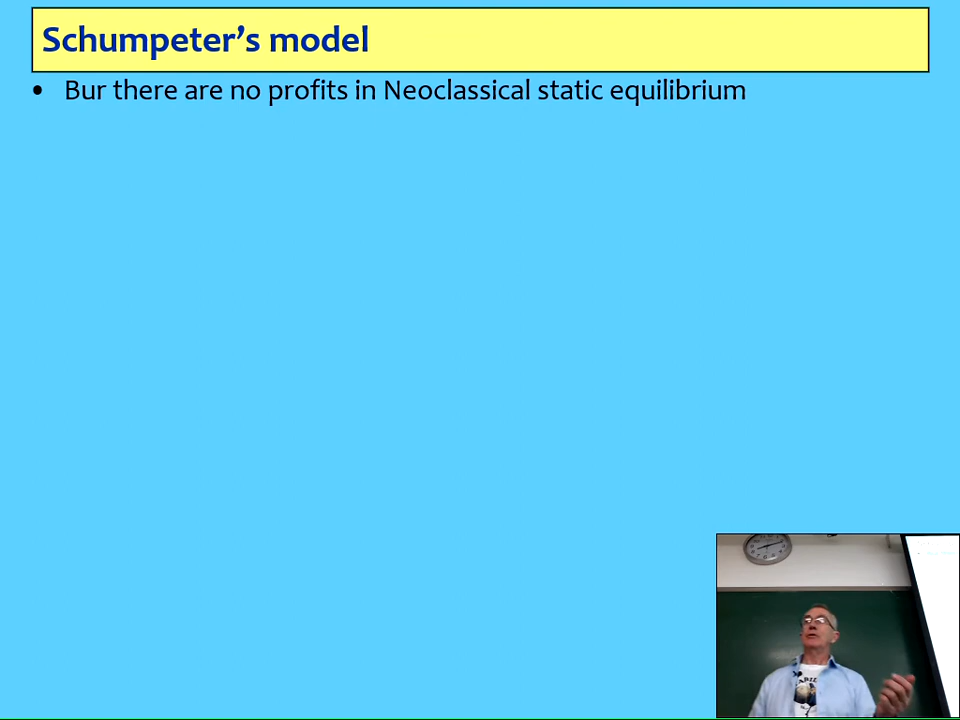 Schumpeter’s model
• Bur there are no profits in Neoclassical static equilibrium